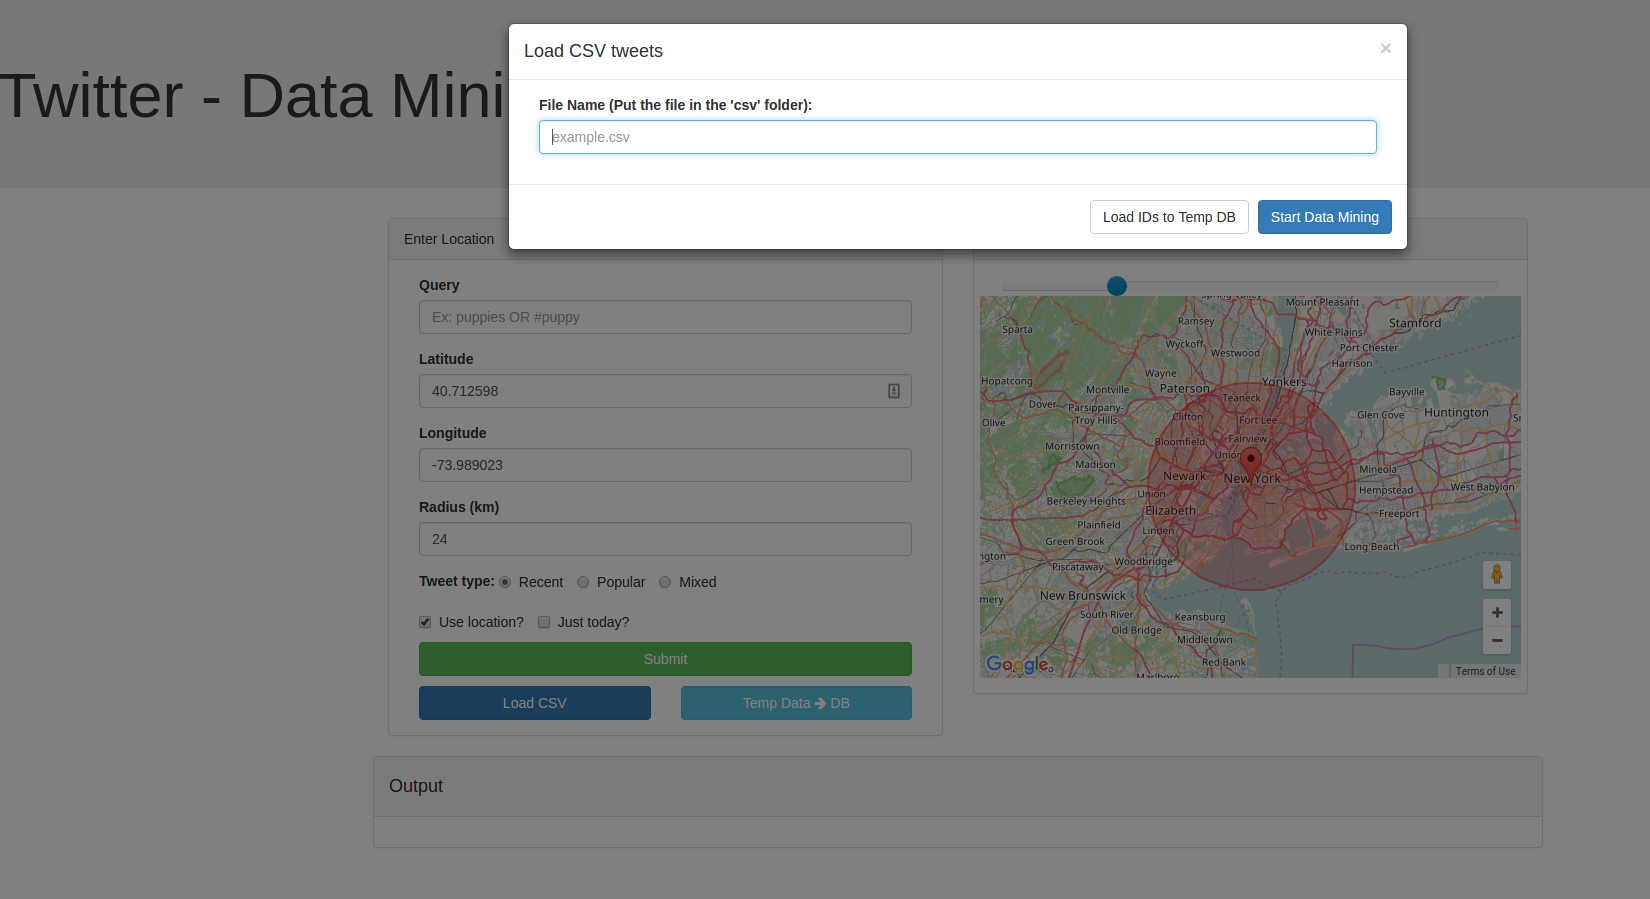 Load CSV tweets
×
Twitter - Data Mini
File Name (Put the file in the 'csv' folder):
example.csv
Load IDs to Temp DB
Start Data Mining
Enter Location
Query
Ex: puppies OR #puppy
Latitude
40.712598
Longitude
-73.989023
Radius (km)
24
Tweet type: Recent Popular Mixed
Use location? Just today?
Submit
Load CSV
Temp Data DB
Mount Pleasant
Sparta
Ramsey
Stamford
White Plains
Wyckoff
Port Chester
Westwood
Harrison
Wayne
Hopatcong
Yonkers
Montville
Paterson
Bayville
Teaneck
Dover
Parsippany-
Troy Hills
Clifton
Glen Cove
Huntington
Olive
Fort Lee
Morristown
Bloomfield
Fairview
Madison
Union
Mineola
Newark
New York
Berkeley Heights
Union
Hempstead
West Babylon
Elizabeth
Freeport
Plainfield
Linden
Green Brook
Long Beach
ngton
Piscataway
Woodbridge
mery
New Brunswick
South River
Keansburg
Old Bridge
Middletown
Red Bank
Google
Marlboro
Terms of Use
Output